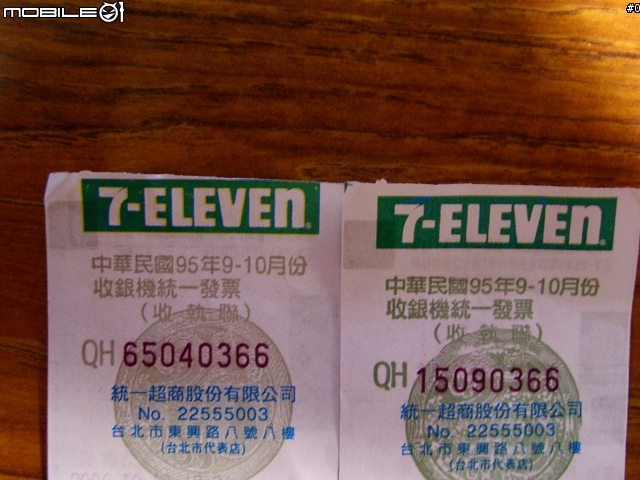 MOBILE01
7-ELEVEn
中華民國95年9-10月份
收銀機統一發票
(收執聯)
QH 65040366
統一超商股份有限公司
No. 22555003
台北市東興路八號八樓
(台北市代表店)
7-ELEVEn
中華民國95年9-10月份
收銀機統一發票
(收執聯)
QH 15090366
統一超商股份有限公司
No. 22555003
台北市東興路八號八樓
(台北市代表店)